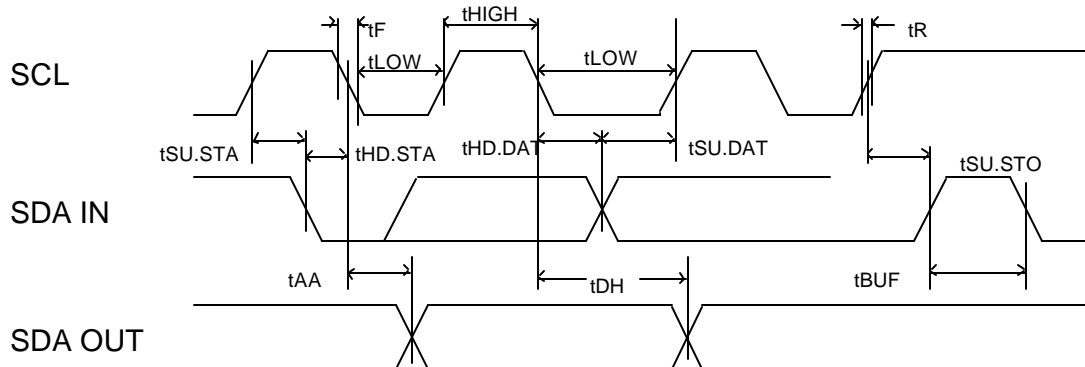 tHIGH
tF
tR
tLOW
tLOW
SCL
tSU.STA
tHD.STA
tHD.DAT
tSU.DAT
tSU.STO
SDA IN
tAA
tDH
tBUF
SDA OUT